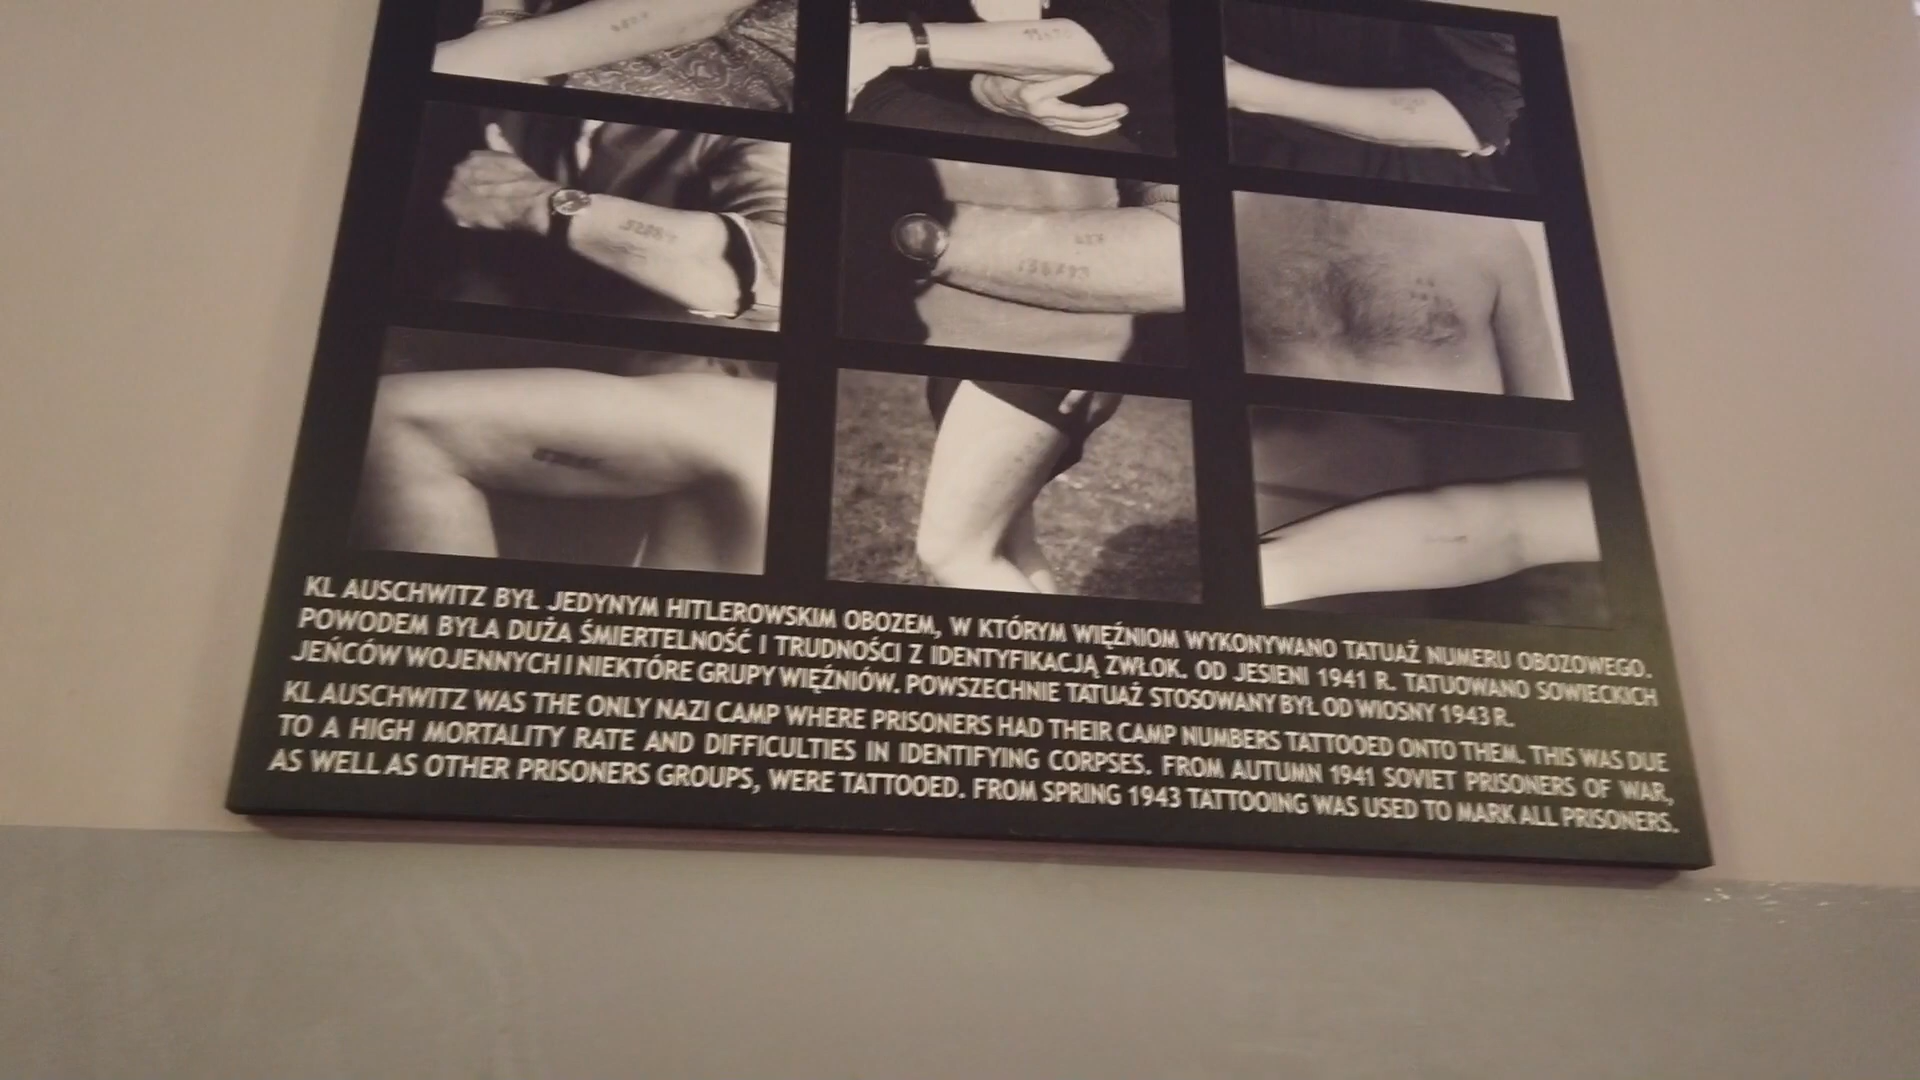 KL AUSCHWITZ BYŁ JEDYNYM HITLEROWSKIM OBOZEM, W KTÓRYM WIĘŹNIOM WYKONYWANO TATUAŻ NUMERU OBOZOWEGO.
POWODEM BYŁA DUŻA ŚMIERTELNOŚĆ I TRUDNOŚCI Z IDENTYFIKACJĄ ZWŁOK. OD JESIENI 1941 R. TATUOWANO SOWIECKICH
JEŃCÓW WOJENNYCH I NIEKTÓRE GRUPY WIĘŹNIÓW. POWSZECHNIE TATUAŻ STOSOWANY BYŁ OD WIOSNY 1943 R.
KL AUSCHWITZ WAS THE ONLY NAZI CAMP WHERE PRISONERS HAD THEIR CAMP NUMBERS TATTOOED ONTO THEM. THIS WAS DUE
TO A HIGH MORTALITY RATE AND DIFFICULTIES IN IDENTIFYING CORPSES. FROM AUTUMN 1941 SOVIET PRISONERS OF WAR,
AS WELL AS OTHER PRISONERS GROUPS, WERE TATTOOED. FROM SPRING 1943 TATTOOING WAS USED TO MARK ALL PRISONERS.